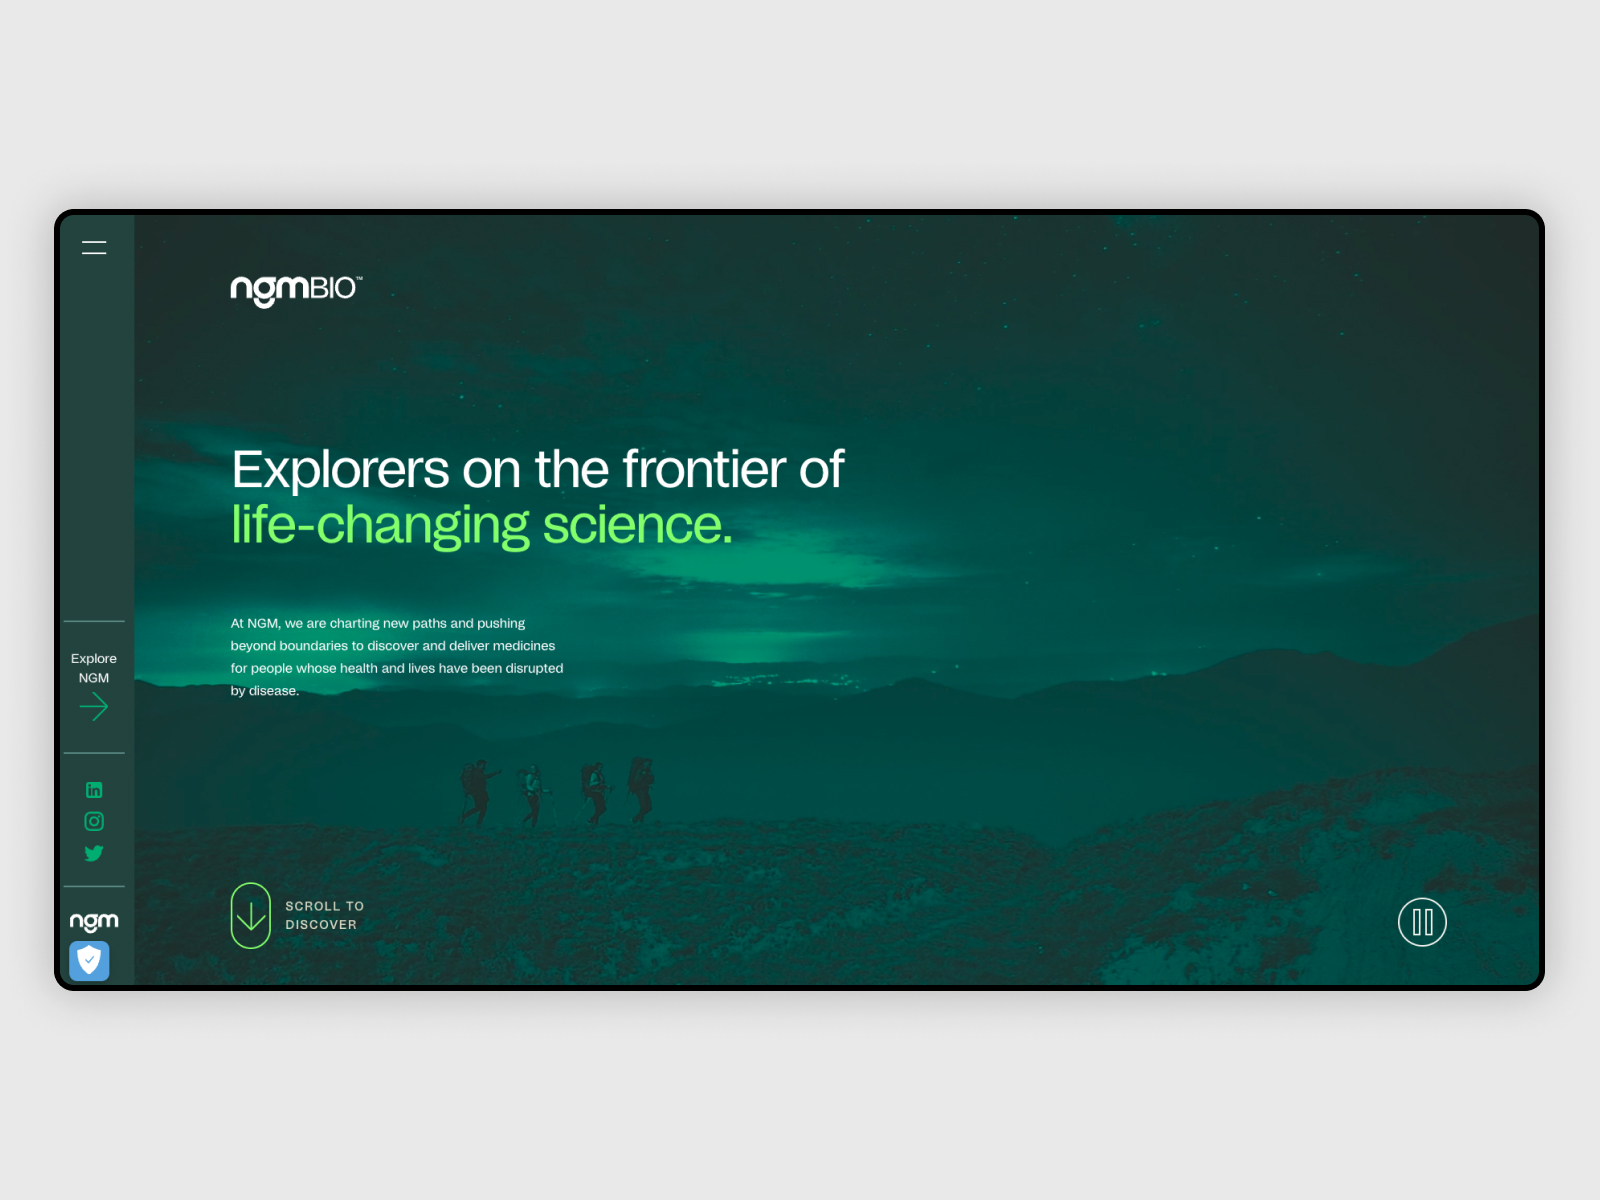 ngmBIO™
Explorers on the frontier of
life-changing science.
At NGM, we are charting new paths and pushing
beyond boundaries to discover and deliver medicines
for people whose health and lives have been disrupted
by disease.
Explore
NGM
in
ngm
SCROLL TO
DISCOVER